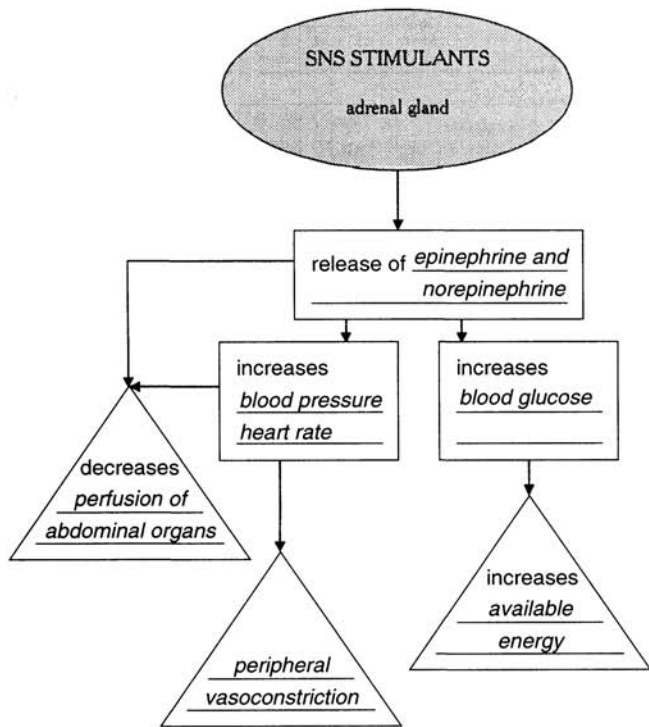 SNS STIMULANTS
adrenal gland
release of epinephrine and
norepinephrine
increases
blood pressure
heart rate
increases
blood glucose
decreases
perfusion of
abdominal organs
increases
available
energy
peripheral
vasoconstriction